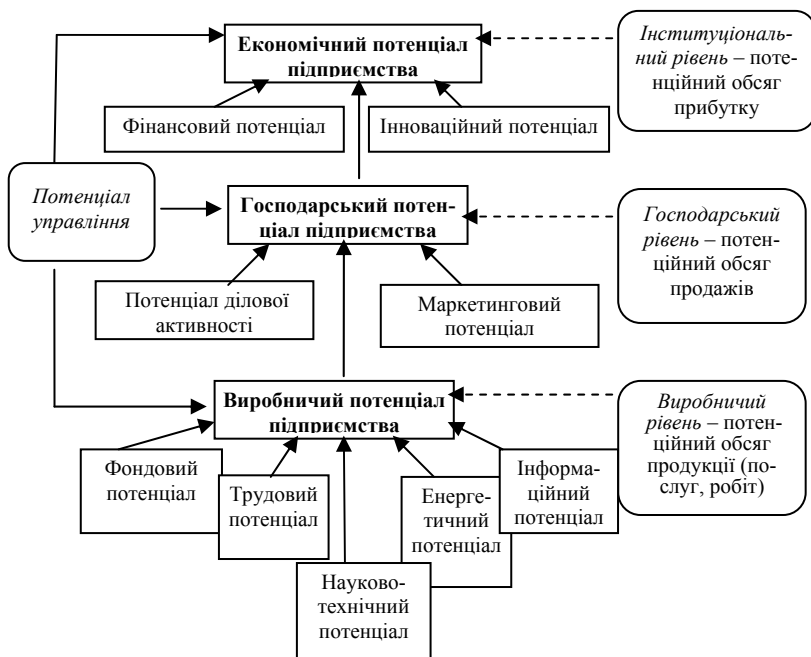 Економічний потенціал
підприємства
Інституціональ-
ний рівень – поте-
нційний обсяг
прибутку
Фінансовий потенціал
Інноваційний потенціал
Потенціал
управління
Господарський потен-
ціал підприємства
Господарський
рівень – потен-
ційний обсяг
продажів
Потенціал ділової
активності
Маркетинговий
потенціал
Виробничий потенціал
підприємства
Виробничий
рівень – потен-
ційний обсяг
продукції (по-
слуг, робіт)
Фондовий
потенціал
Трудовий
потенціал
Науково-
технічний
потенціал
Енерге-
тичний
потенціал
Інформа-
ційний
потенціал